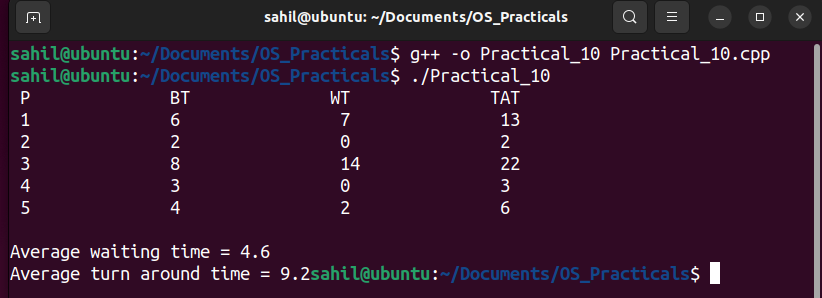 sahil@ubuntu: ~/Documents/OS_Practicals
sahil@ubuntu:~/Documents/OS_Practicals$ g++ -o Practical_10 Practical_10.cpp
sahil@ubuntu:~/Documents/OS_Practicals$ ./Practical_10
P BT WT TAT
1 6 7 13
2 2 0 2
3 8 14 22
4 3 0 3
5 4 2 6
Average waiting time = 4.6
Average turn around time = 9.2sahil@ubuntu:~/Documents/OS_Practicals$